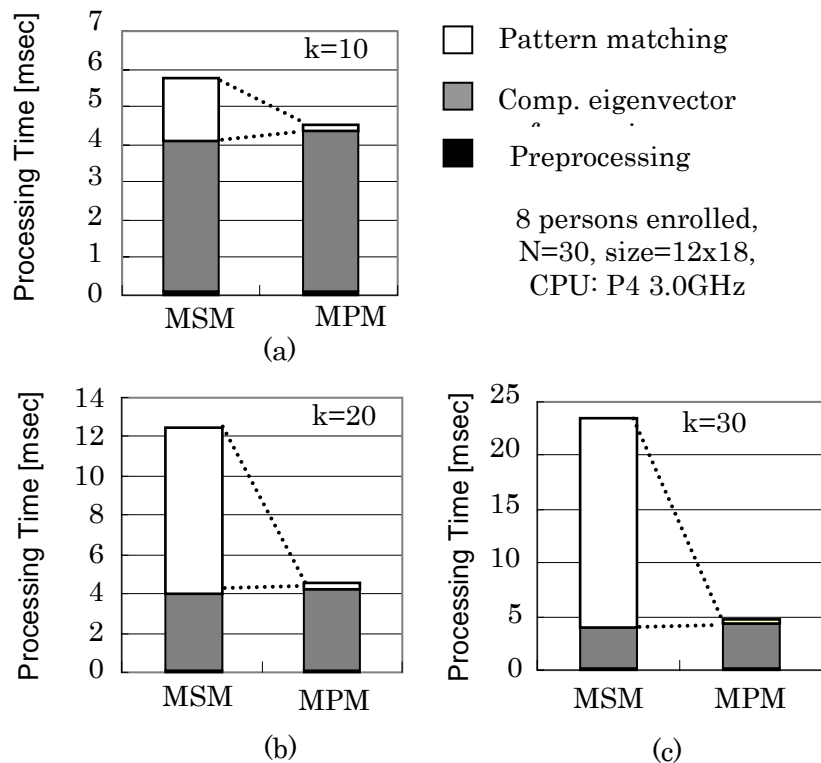 7
6
5
4
3
2
1
0
Processing Time [msec]
k=10
MSM
MPM
(a)
Pattern matching
Comp. eigenvector
Preprocessing
8 persons enrolled,
N=30, size=12x18,
CPU: P4 3.0GHz
14
12
10
8
6
4
2
0
Processing Time [msec]
k=20
MSM
MPM
(b)
25
20
15
10
5
0
Processing Time [msec]
k=30
MSM
MPM
(c)